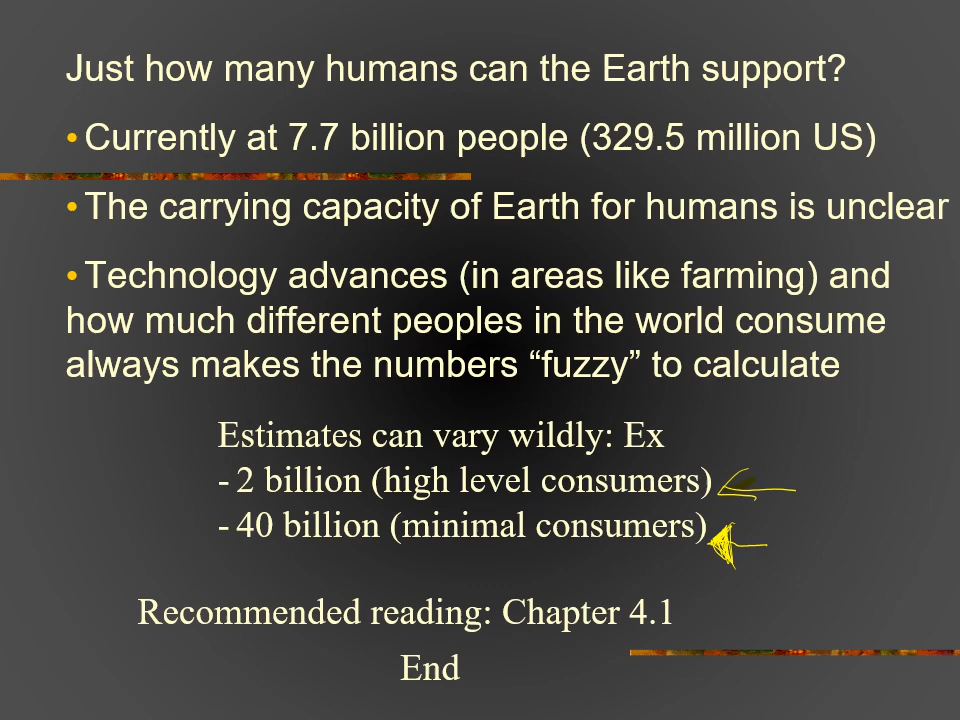 Just how many humans can the Earth support?
• Currently at 7.7 billion people (329.5 million US)
• The carrying capacity of Earth for humans is unclear
• Technology advances (in areas like farming) and
how much different peoples in the world consume
always makes the numbers “fuzzy” to calculate
Estimates can vary wildly: Ex
- 2 billion (high level consumers)
- 40 billion (minimal consumers)
Recommended reading: Chapter 4.1
End